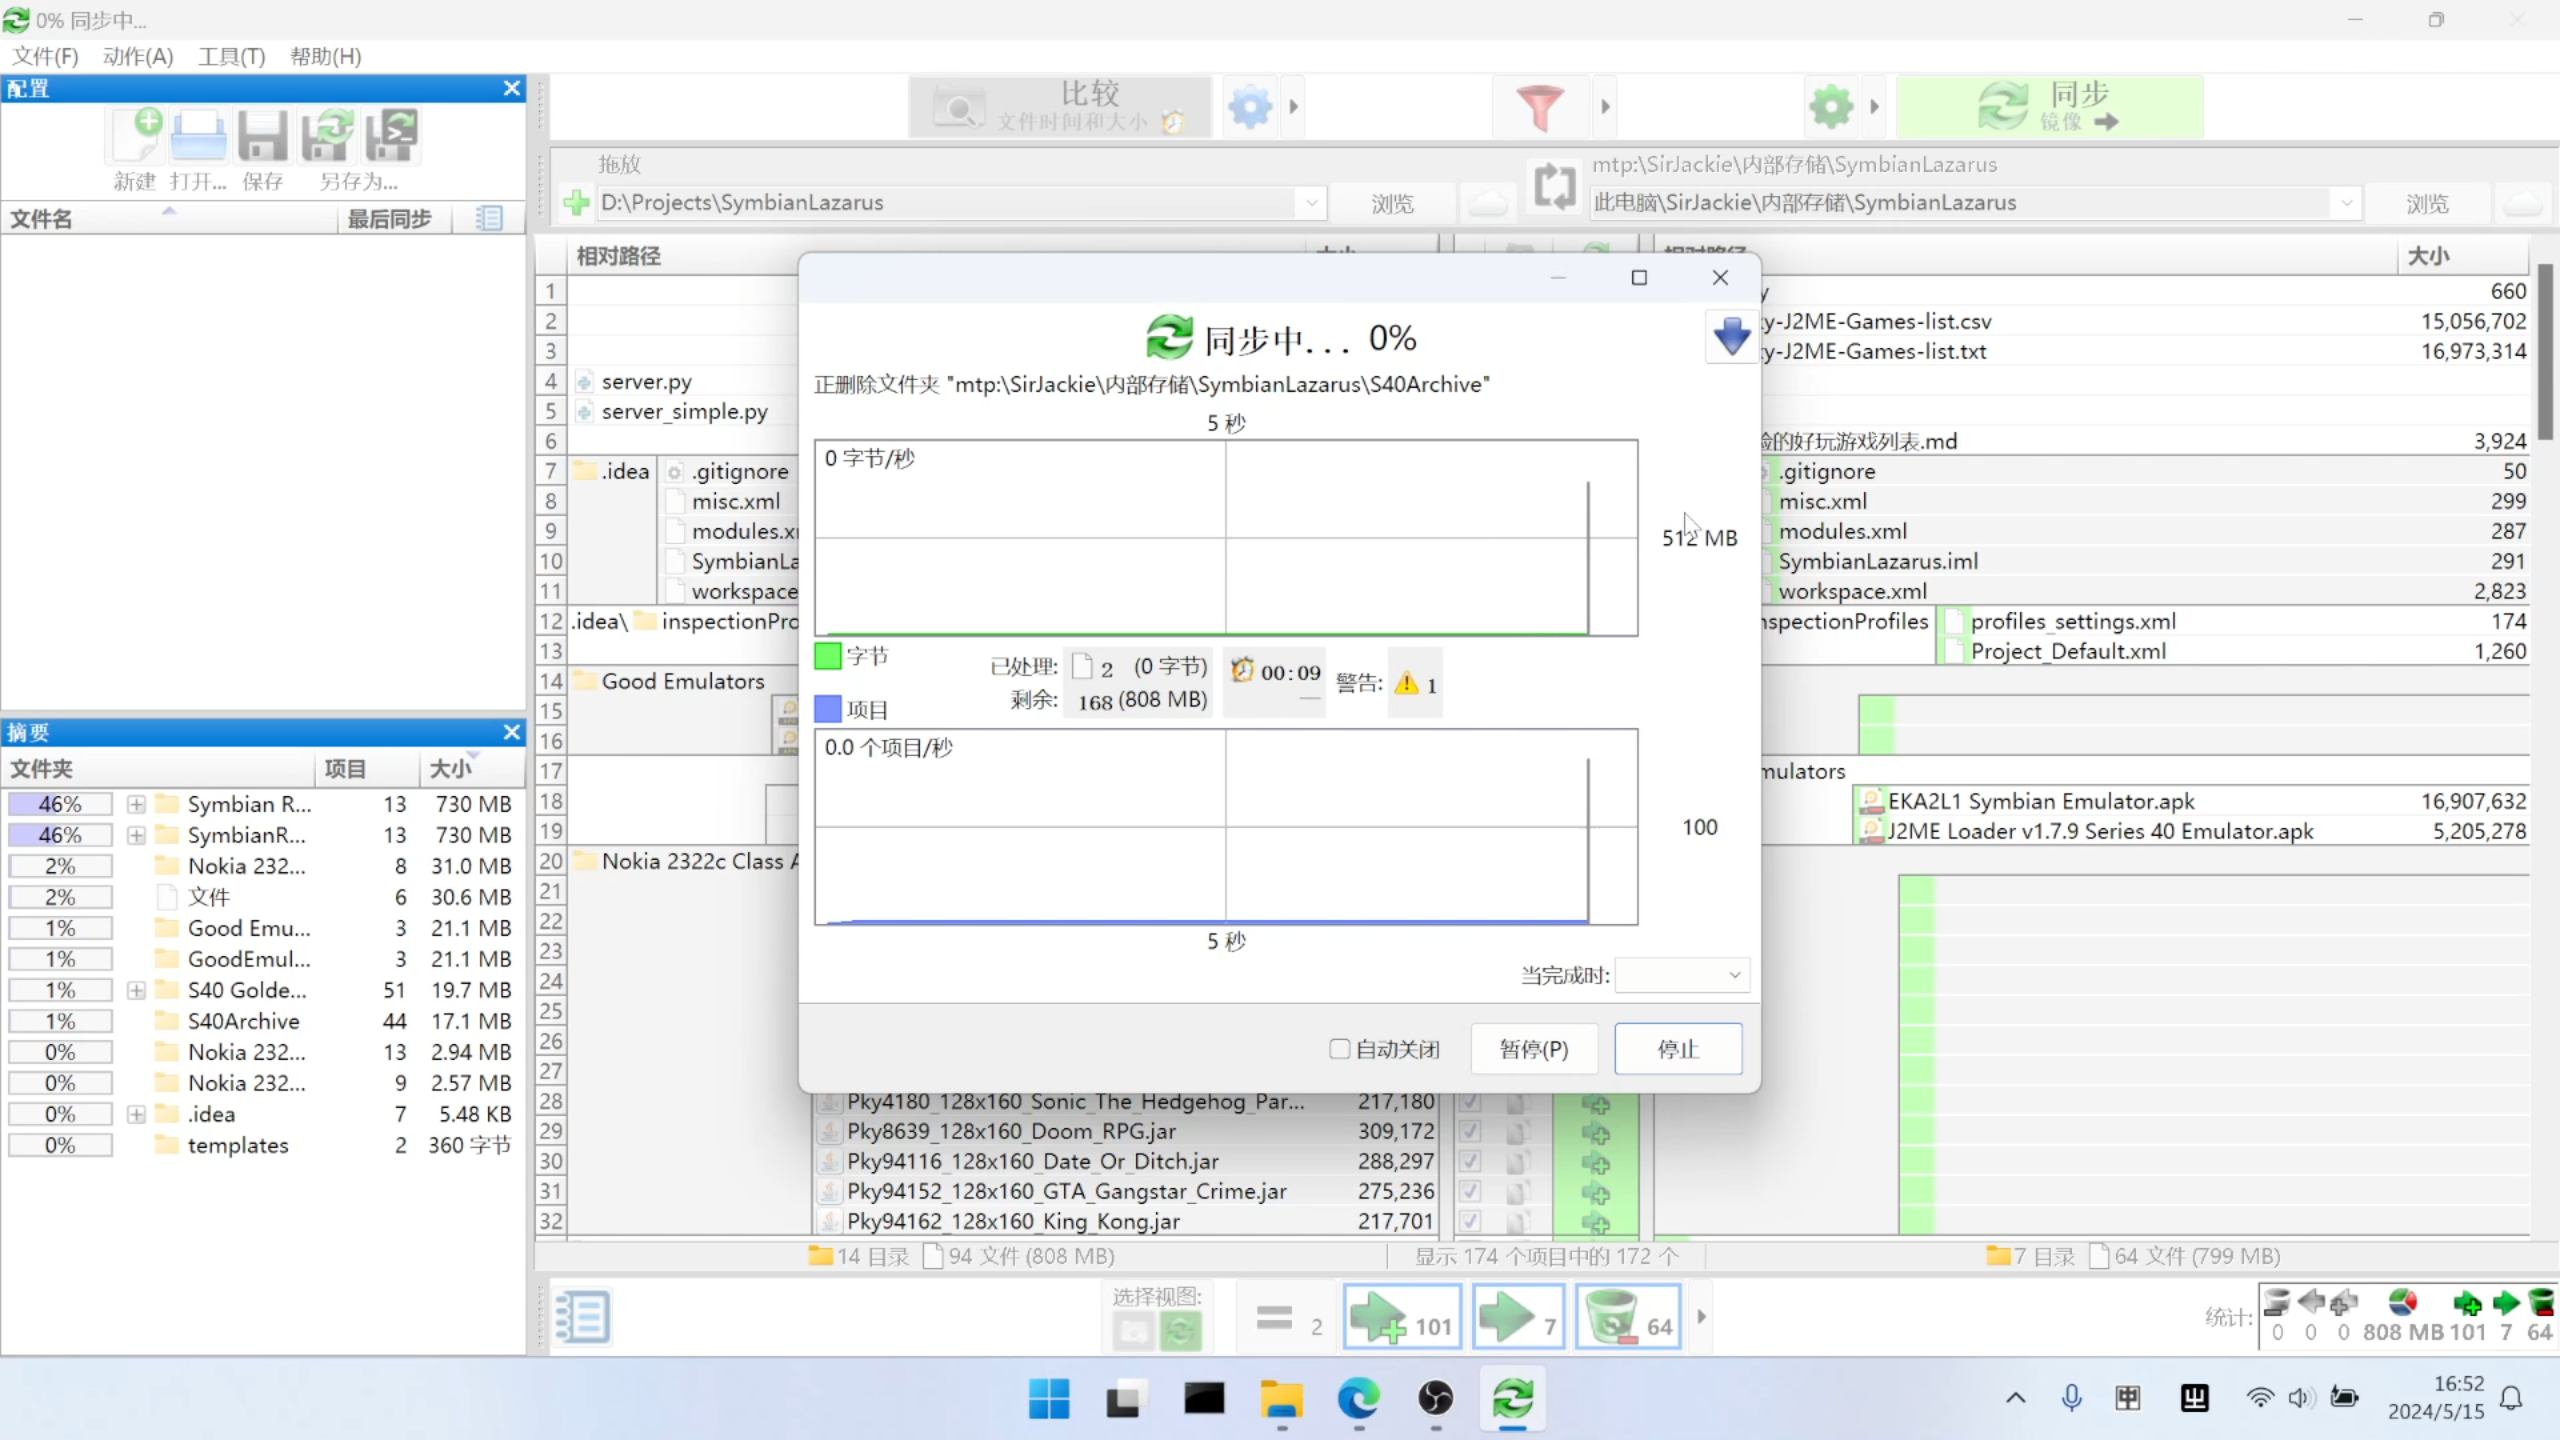 0% 同步中...
文件(F) 动作(A) 工具(T) 帮助(H)
配置
新建 打开... 保存 另存为...
文件名 最后同步
比较
文件时间和大小
同步
镜像
拖放
D:\Projects\SymbianLazarus 浏览
mtp:\SirJackie\内部存储\SymbianLazarus
此电脑\SirJackie\内部存储\SymbianLazarus 浏览
相对路径
大小
1
2
3
4 server.py
5 server_simple.py
6
7 .idea .gitignore
8 misc.xml
9 modules.x
10 SymbianLa
11 workspace
12 .idea\ inspectionPro
13
14 Good Emulators
15
16
17
18
19
20 Nokia 2322c Class A
21
22
23
24
25
26
27
28 Pky4180_128x160_Sonic_The_Hedgehog_Par... 217,180
29 Pky8639_128x160_Doom_RPG.jar 309,172
30 Pky94116_128x160_Date_Or_Ditch.jar 288,297
31 Pky94152_128x160_GTA_Gangstar_Crime.jar 275,236
32 Pky94162_128x160_King_Kong.jar 217,701
同步中... 0%
正删除文件夹 "mtp:\SirJackie\内部存储\SymbianLazarus\S40Archive"
5 秒
0 字节/秒
512 MB
字节
项目
已处理: 2 (0 字节)
剩余: 168 (808 MB)
00:09
—
警告: 1
0.0 个项目/秒
100
5 秒
当完成时:
自动关闭 暂停(P) 停止
660
y-J2ME-Games-list.csv 15,056,702
y-J2ME-Games-list.txt 16,973,314
的好玩游戏列表.md 3,924
.gitignore 50
misc.xml 299
modules.xml 287
SymbianLazarus.iml 291
workspace.xml 2,823
spectionProfiles profiles_settings.xml 174
Project_Default.xml 1,260
mulators
EKA2L1 Symbian Emulator.apk 16,907,632
J2ME Loader v1.7.9 Series 40 Emulator.apk 5,205,278
摘要
文件夹 项目 大小
46% Symbian R... 13 730 MB
46% SymbianR... 13 730 MB
2% Nokia 232... 8 31.0 MB
2% 文件 6 30.6 MB
1% Good Emu... 3 21.1 MB
1% GoodEmul... 3 21.1 MB
1% S40 Golde... 51 19.7 MB
1% S40Archive 44 17.1 MB
0% Nokia 232... 13 2.94 MB
0% Nokia 232... 9 2.57 MB
0% .idea 7 5.48 KB
0% templates 2 360 字节
14 目录 94 文件 (808 MB) 显示 174 个项目中的 172 个 7 目录 64 文件 (799 MB)
选择视图:
2 101 7 64
统计: 0 0 0 808 MB 101 7 64
中
16:52
2024/5/15